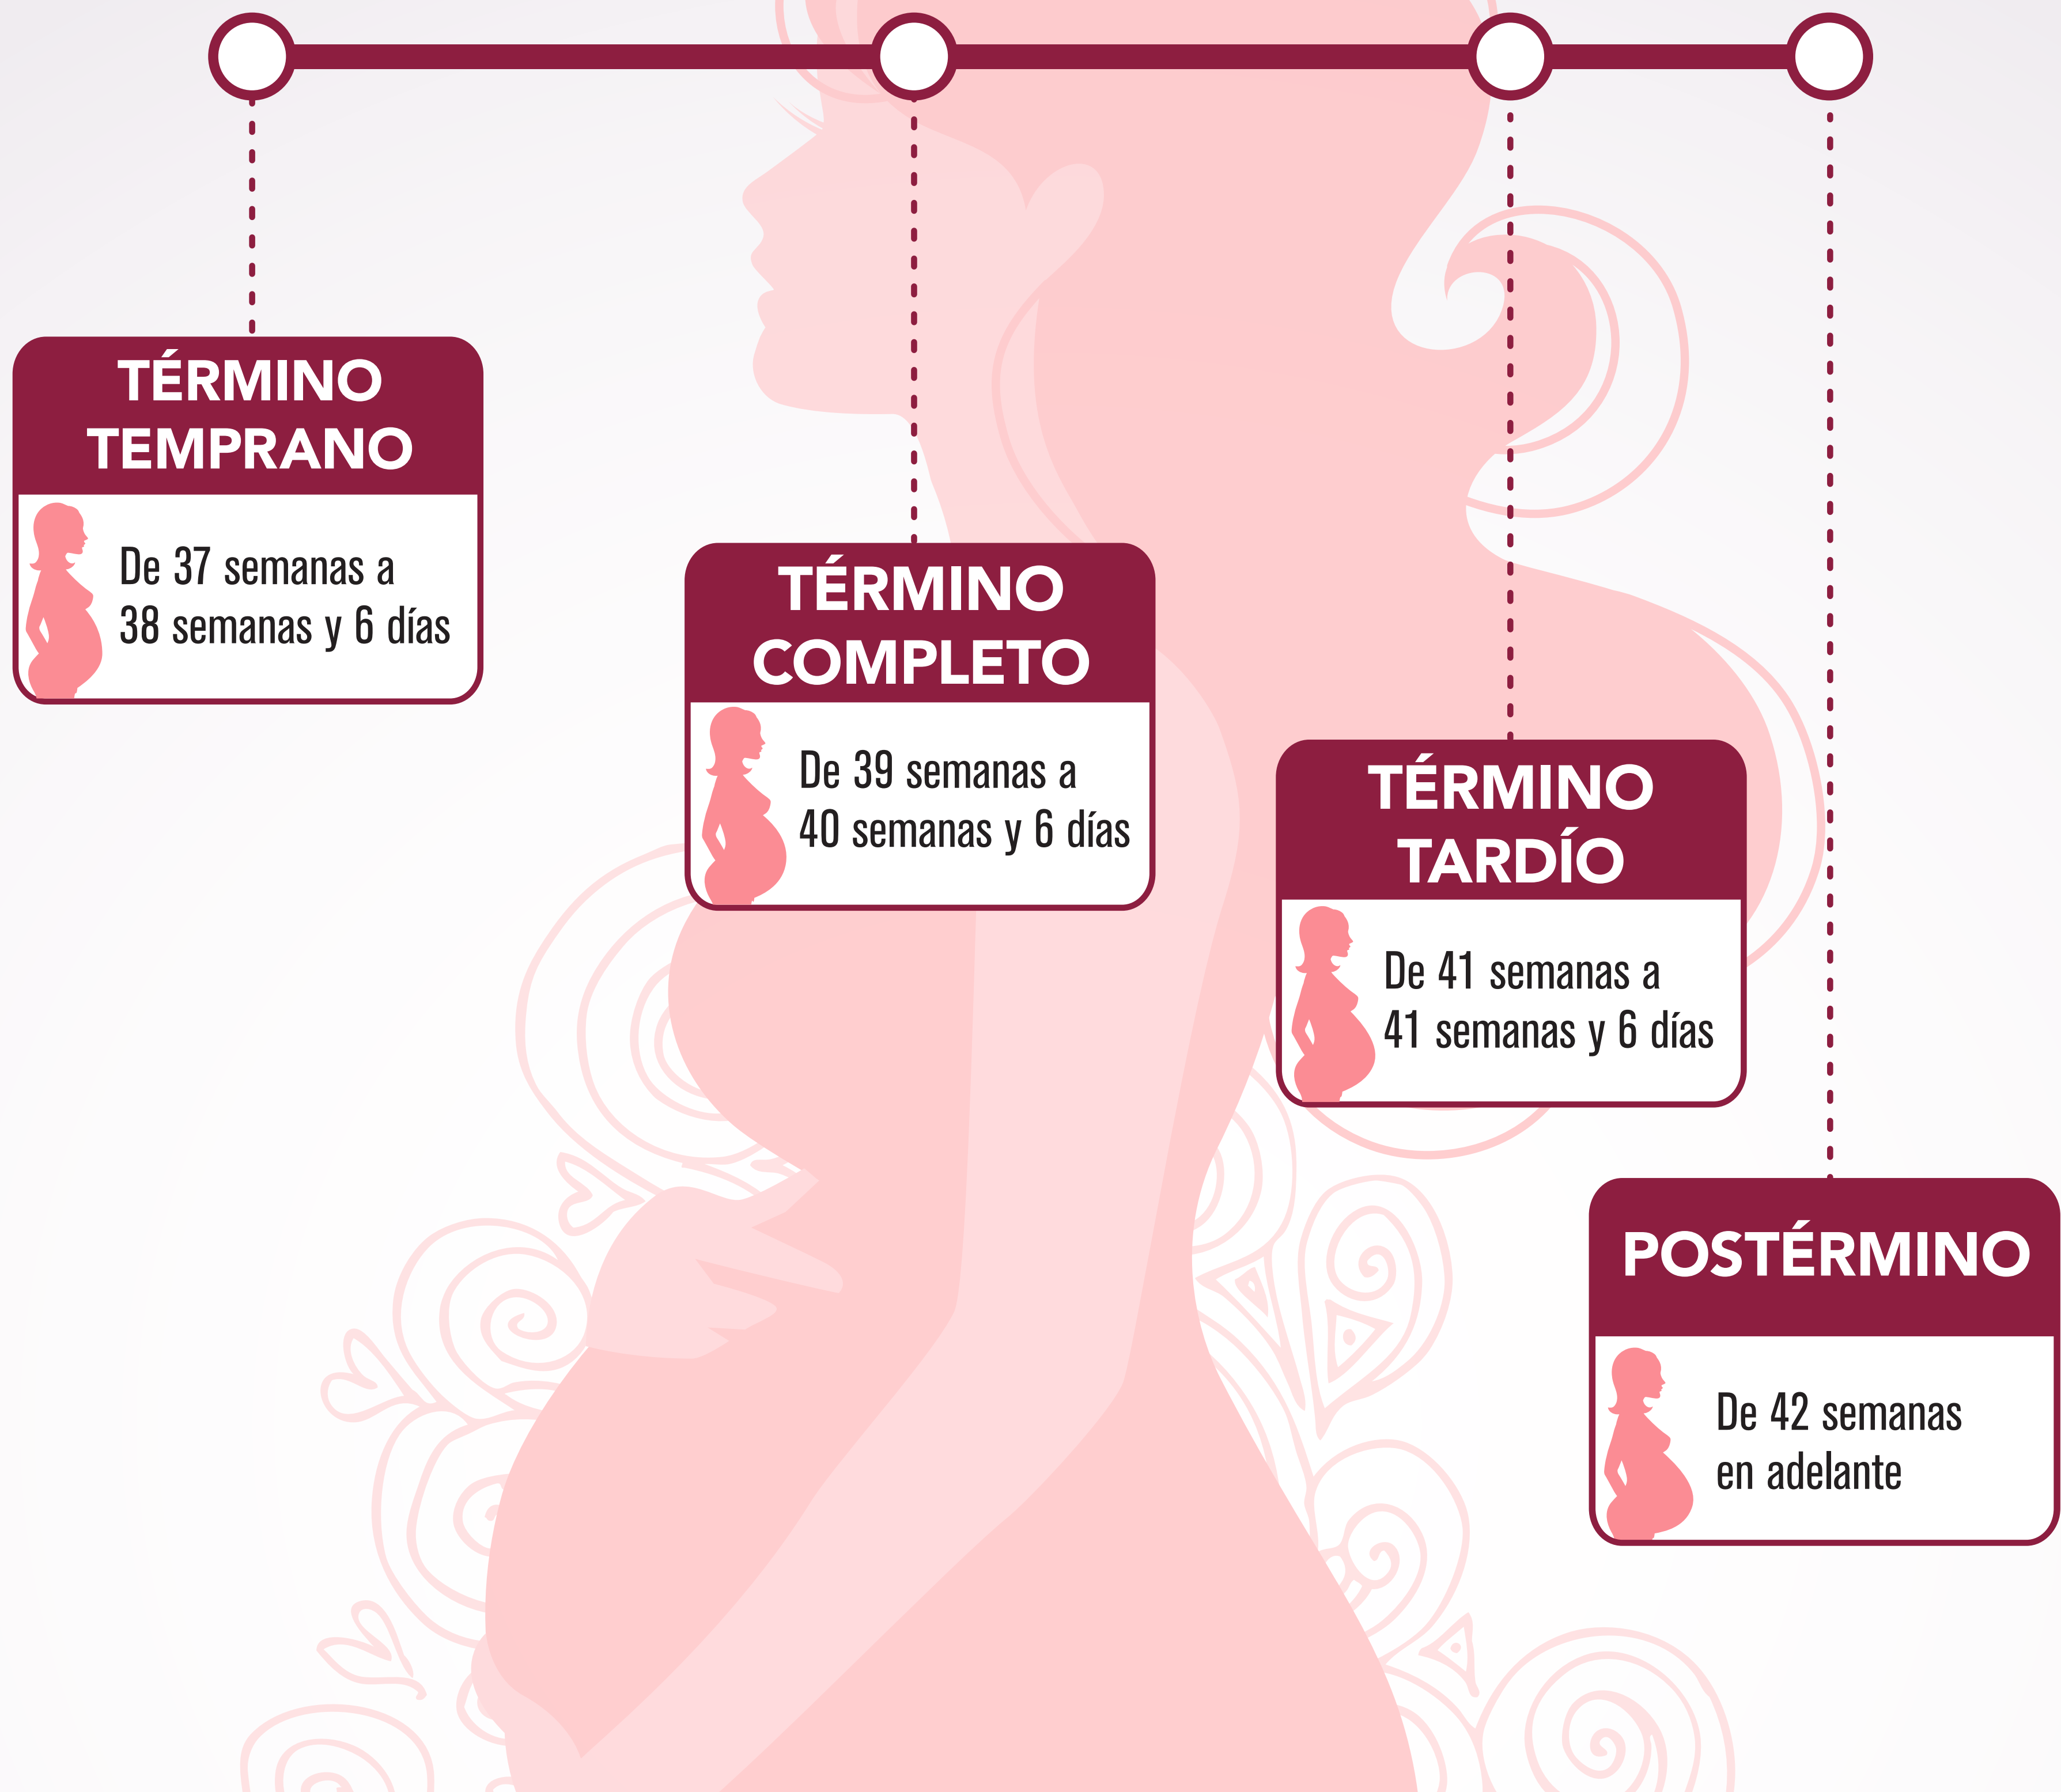 TÉRMINO
TEMPRANO
De 37 semanas a
38 semanas y 6 días
TÉRMINO
COMPLETO
De 39 semanas a
40 semanas y 6 días
TÉRMINO
TARDÍO
De 41 semanas a
41 semanas y 6 días
POSTÉRMINO
De 42 semanas
en adelante